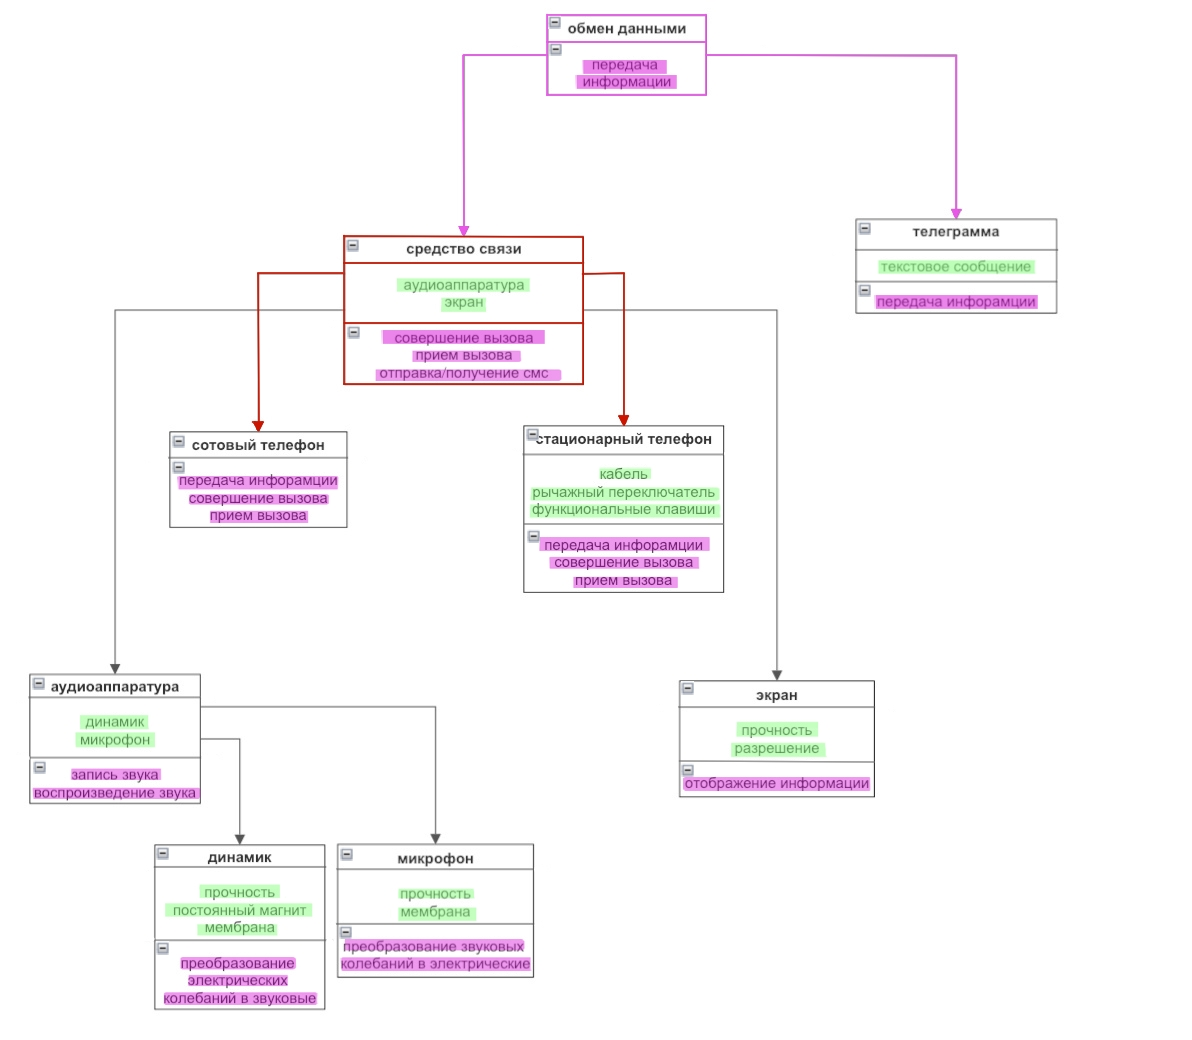 обмен данными
передача
информации
телеграмма
текстовое сообщение
передача инфорамции
средство связи
аудиоаппаратура
экран
совершение вызова
прием вызова
отправка/получение смс
сотовый телефон
передача инфорамции
совершение вызова
прием вызова
стационарный телефон
кабель
рычажный переключатель
функциональные клавиши
передача инфорамции
совершение вызова
прием вызова
аудиоаппаратура
динамик
микрофон
запись звука
воспроизведение звука
экран
прочность
разрешение
отображение информации
динамик
прочность
постоянный магнит
мембрана
преобразование
электрических
колебаний в звуковые
микрофон
прочность
мембрана
преобразование звуковых
колебаний в электрические